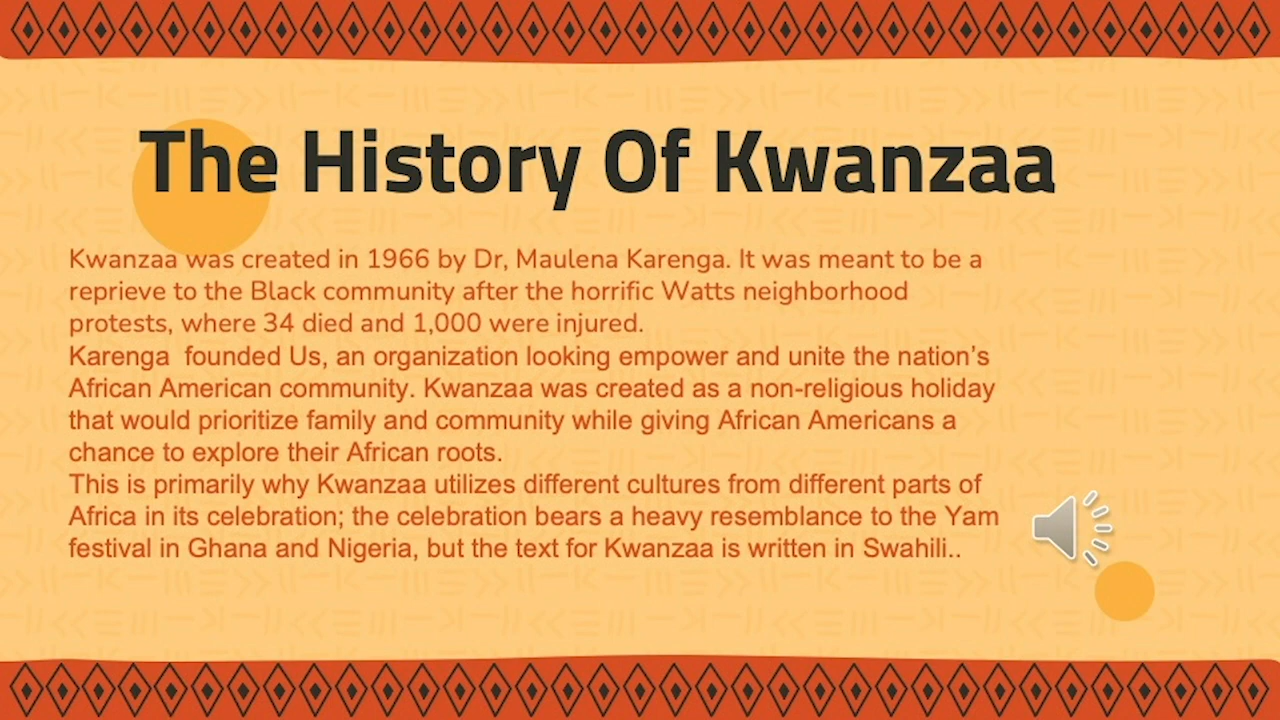 The History Of Kwanzaa
Kwanzaa was created in 1966 by Dr, Maulena Karenga. It was meant to be a
reprieve to the Black community after the horrific Watts neighborhood
protests, where 34 died and 1,000 were injured.
Karenga  founded Us, an organization looking empower and unite the nation’s
African American community. Kwanzaa was created as a non-religious holiday
that would prioritize family and community while giving African Americans a
chance to explore their African roots.
This is primarily why Kwanzaa utilizes different cultures from different parts of
Africa in its celebration; the celebration bears a heavy resemblance to the Yam
festival in Ghana and Nigeria, but the text for Kwanzaa is written in Swahili..